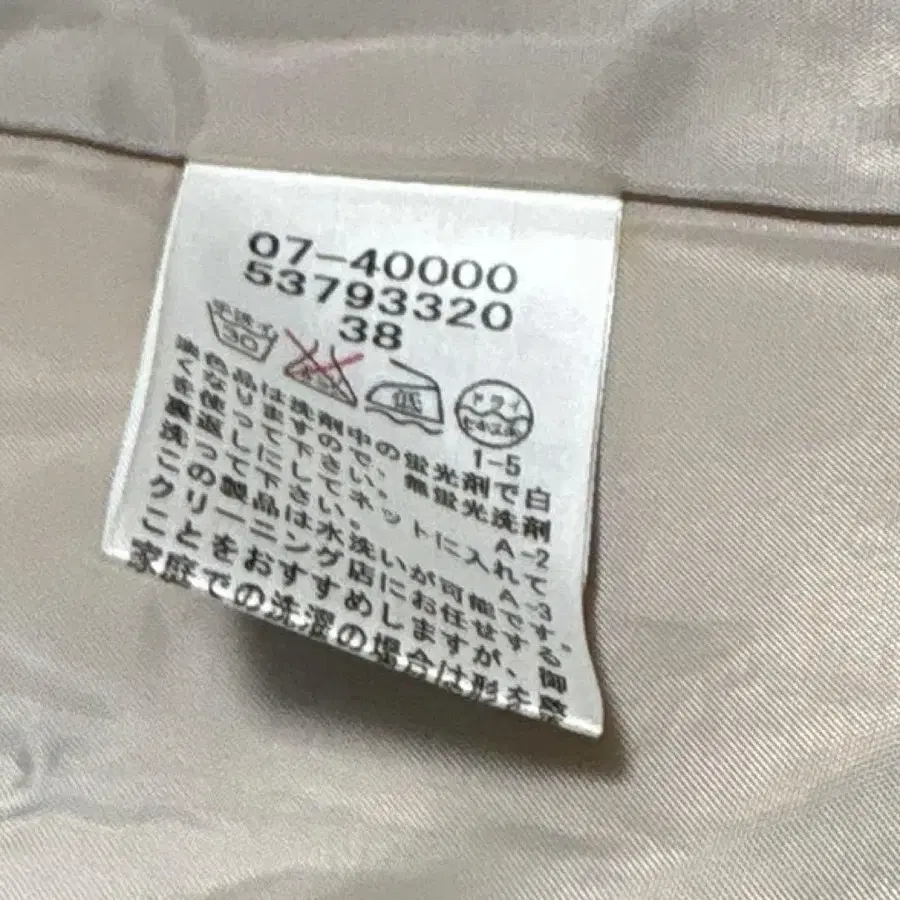 07-40000
53793320
38
手洗イ
30
低
ドライ
セキユ系
1-5
色品は洗剤中の蛍光剤で白
くなりますので、無蛍光洗剤
を使って下さい。 A-2
裏返しにしてネットに入れて
洗って下さい。 A-3
この製品は水洗いが可能です。
クリーニング店にお任せする
ことをおすすめしますが、御
家庭での洗濯の場合は形を